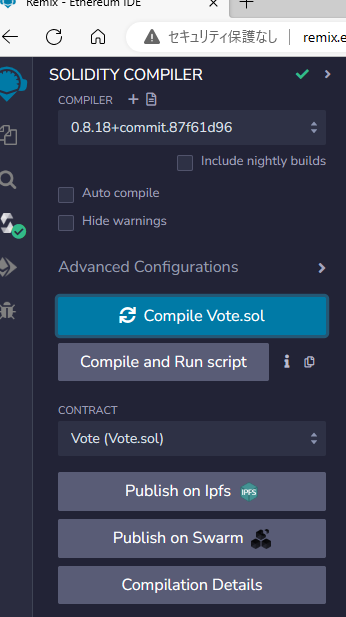 Remix - Ethereum IDE
セキュリティ保護なし remix.e
SOLIDITY COMPILER
COMPILER
0.8.18+commit.87f61d96
Include nightly builds
Auto compile
Hide warnings
Advanced Configurations
Compile Vote.sol
Compile and Run script
CONTRACT
Vote (Vote.sol)
Publish on Ipfs IPFS
Publish on Swarm
Compilation Details